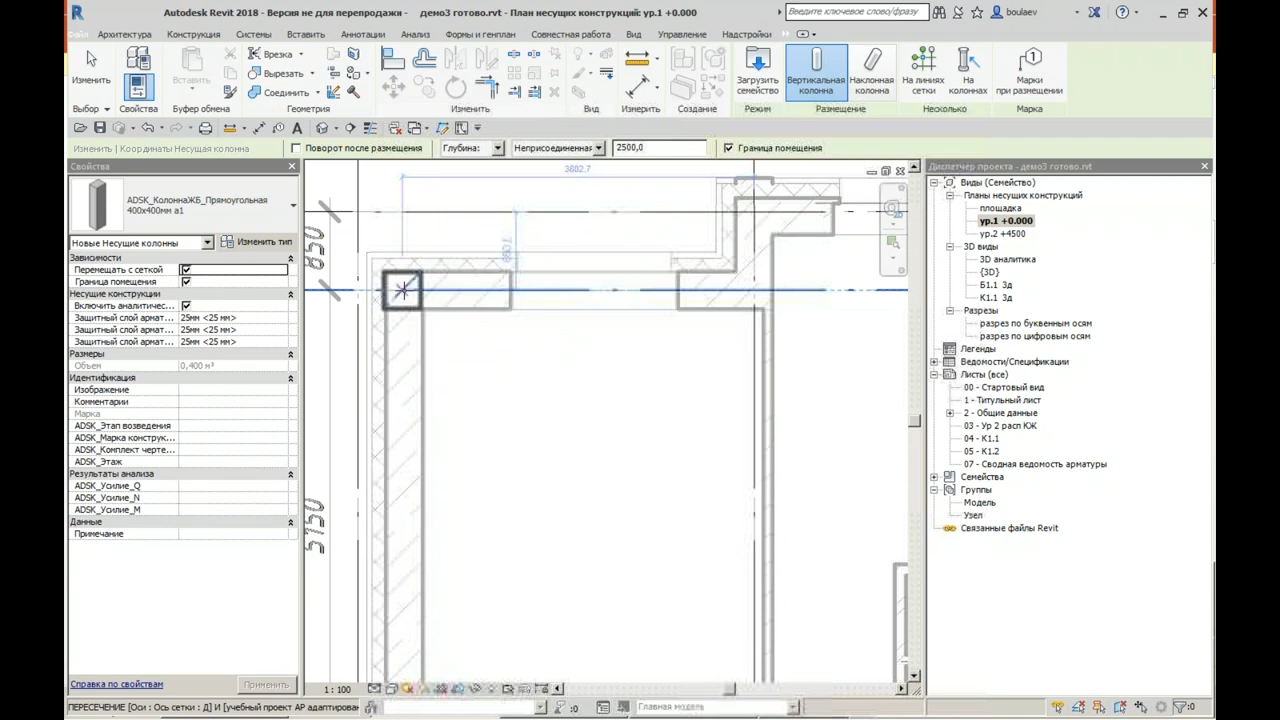 Autodesk Revit 2018 - Версия не для перепродажи - демо3 готово.rvt - План несущих конструкций: ур.1 +0.000
Введите ключевое слово/фразу
boulaev
Архитектура Конструкция Системы Вставить Аннотации Анализ Формы и генплан Совместная работа Вид Управление Надстройки
Врезка
Вырезать
Соединить
Изменить
Свойства
Вставить
Загрузить семейство
Вертикальная колонна
Наклонная колонна
На линиях сетки
На колоннах
Марки при размещении
Выбор Свойства Буфер обмена Геометрия Изменить Вид Измерить Создание Режим Размещение Несколько Марка
Изменить | Координаты Несущая колонна
Поворот после размещения
Глубина:
Неприсоединенная
2500,0
Граница помещения
Свойства
ADSK_КолоннаЖБ_Прямоугольная
400x400мм a1
Новые Несущие колонны
Изменить тип
Зависимости
Перемещать с сеткой
Граница помещения
Несущие конструкции
Включить аналитичес...
Защитный слой армат... 25мм <25 мм>
Защитный слой армат... 25мм <25 мм>
Защитный слой армат... 25мм <25 мм>
Размеры
Объем 0,400 м³
Идентификация
Изображение
Комментарии
Марка
ADSK_Этап возведения
ADSK_Марка конструк...
ADSK_Комплект черте...
ADSK_Этаж
Результаты анализа
ADSK_Усилие_Q
ADSK_Усилие_N
ADSK_Усилие_M
Данные
Примечание
Справка по свойствам
Применить
3802,7
850
5150
Диспетчер проекта - демо3 готово.rvt
Виды (Семейство)
Планы несущих конструкций
площадка
ур.1 +0.000
ур.2 +4500
3D виды
3D аналитика
{3D}
Б1.1 3д
К1.1 3д
Разрезы
разрез по буквенным осям
разрез по цифровым осям
Легенды
Ведомости/Спецификации
Листы (все)
00 - Стартовый вид
1 - Титульный лист
2 - Общие данные
03 - Ур 2 расп КЖ
04 - К1.1
05 - К1.2
07 - Сводная ведомость арматуры
Семейства
Группы
Модель
Узел
Связанные файлы Revit
1 : 100
ПЕРЕСЕЧЕНИЕ [Оси : Ось сетки : Д] И [учебный проект АР адаптирован
:0
Главная модель
:0